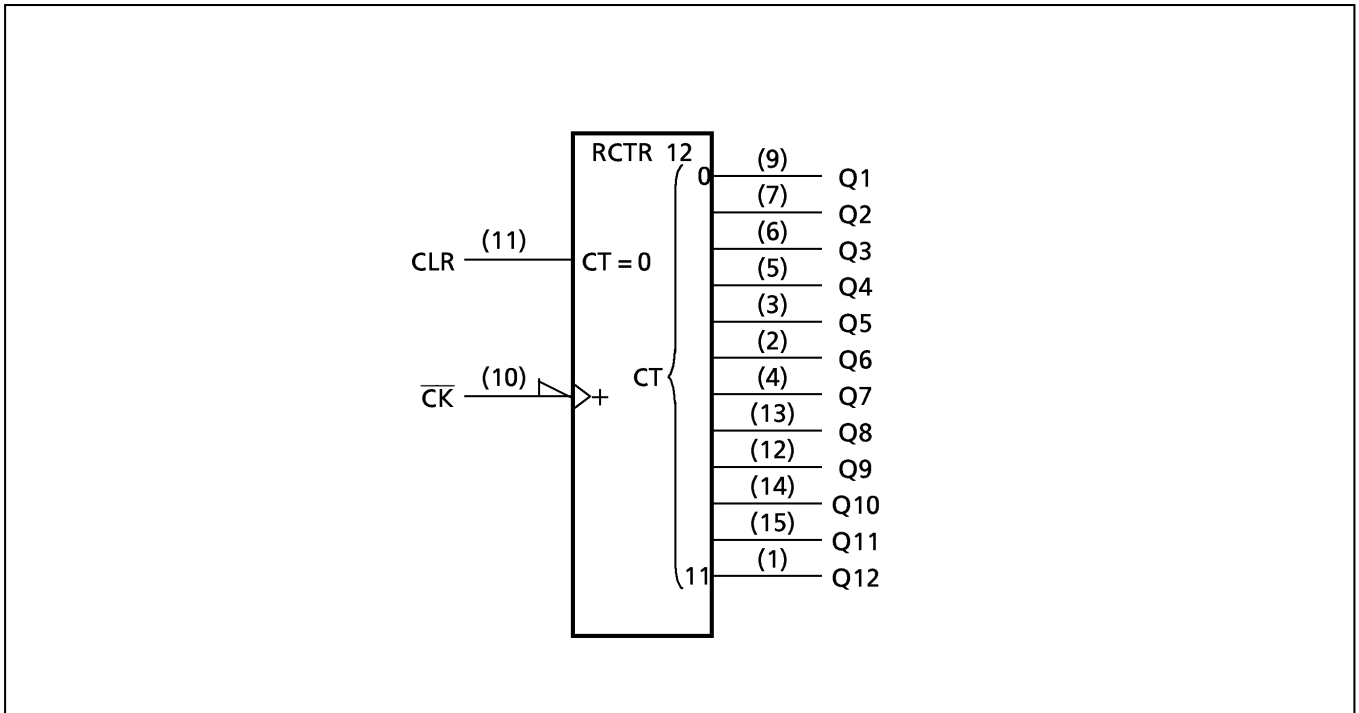 RCTR 12
0 (9) Q1
(7) Q2
(6) Q3
CLR (11) CT = 0
(5) Q4
(3) Q5
(2) Q6
C̅K̅ (10) + CT (4) Q7
(13) Q8
(12) Q9
(14) Q10
(15) Q11
11 (1) Q12